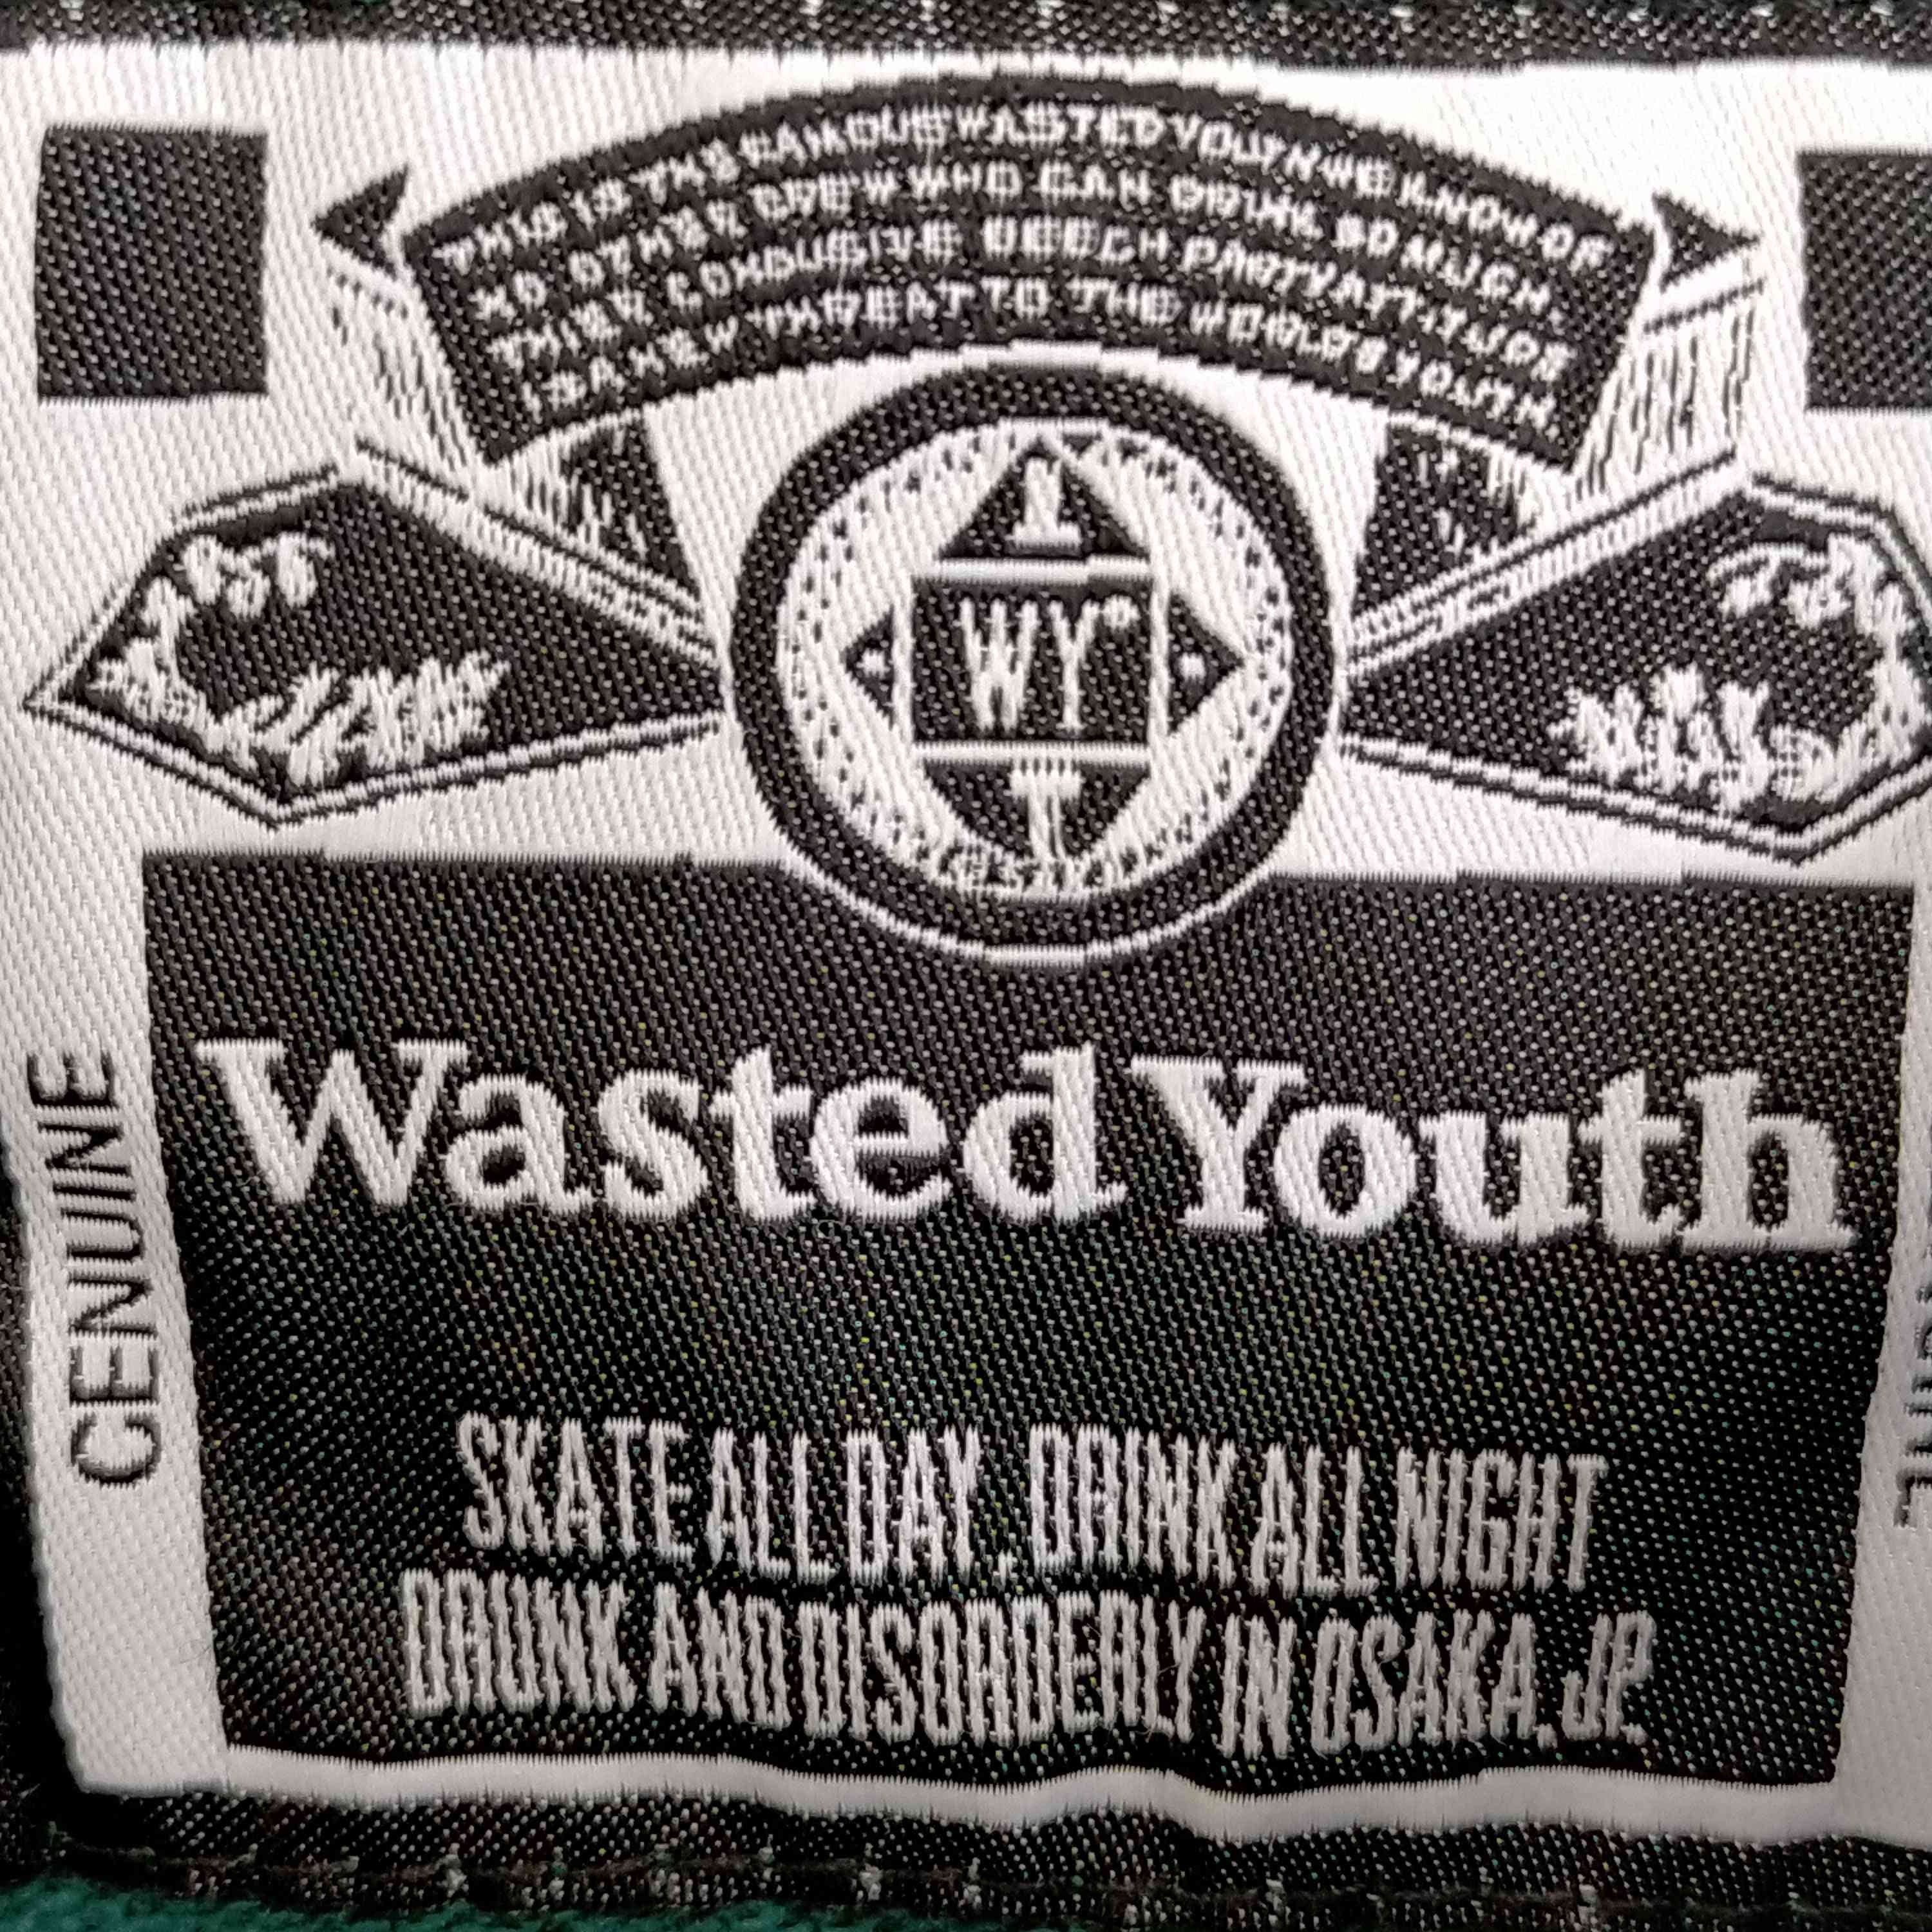 THIS IS THE FAMOUS WASTED YOUTH WE KNOW OF
NO OTHER CREW WHO CAN DRINK SO MUCH.
BEECH PARTY ATTITUDE
IS A NEW THREAT TO THE WORLDS YOUTH.
1
WY
T
Wasted Youth
GENUINE
SKATE ALL DAY. DRINK ALL NIGHT
DRUNK AND DISORDERLY IN OSAKA. JP.